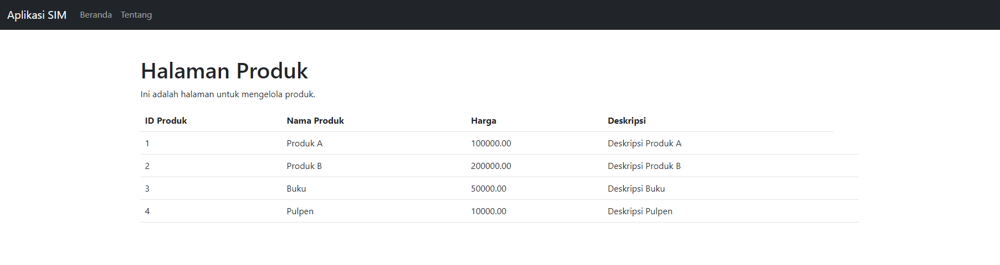 Aplikasi SIM Beranda Tentang
Halaman Produk
Ini adalah halaman untuk mengelola produk.
ID Produk Nama Produk Harga Deskripsi
1 Produk A 100000.00 Deskripsi Produk A
2 Produk B 200000.00 Deskripsi Produk B
3 Buku 50000.00 Deskripsi Buku
4 Pulpen 10000.00 Deskripsi Pulpen